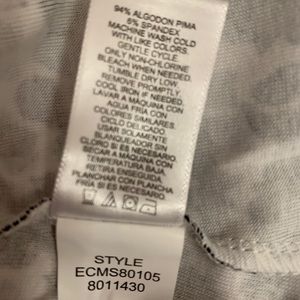 94% ALGODON PIMA
6% SPANDEX
MACHINE WASH COLD
WITH LIKE COLORS.
GENTLE CYCLE.
ONLY NON-CHLORINE
BLEACH WHEN NEEDED.
TUMBLE DRY LOW.
REMOVE PROMPTLY.
COOL IRON IF NEEDED.
LAVAR A MAQUINA CON
AGUA FRIA CON
COLORES SIMILARES.
CICLO DELICADO
USAR SOLAMENTE
BLANQUEADOR SIN
CLORO SI ES NECESARIO.
SECAR A MAQUINA
TEMPERATURA BAJA,
RETIRA ENSEGUIDA.
PLANCHAR CON PLANCHA
FRIA SI ES NECESARIO.
STYLE
ECMS80105
8011430